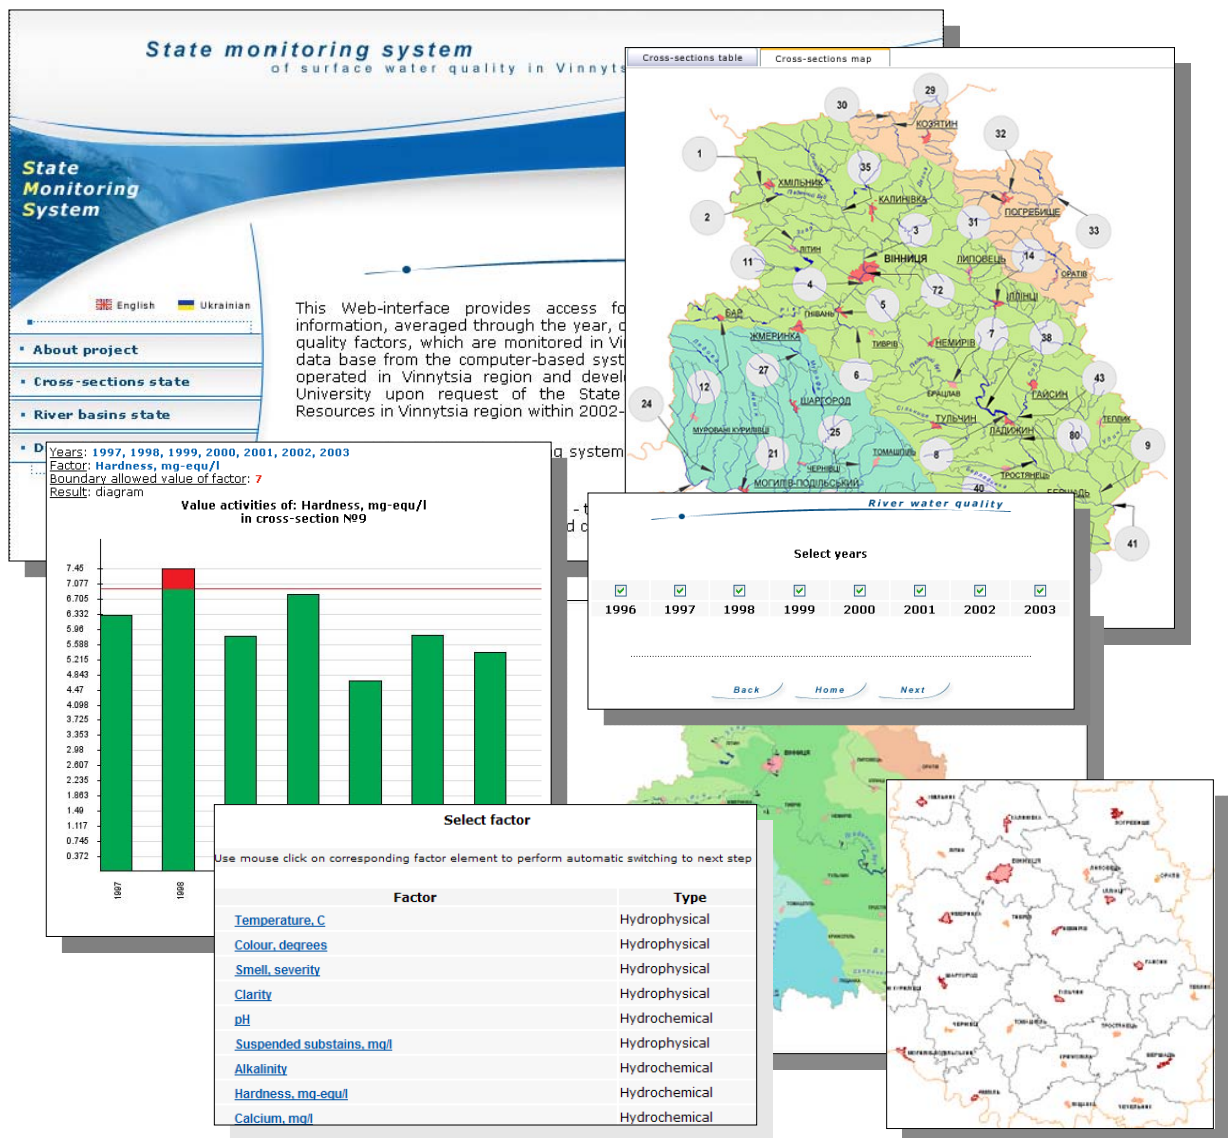 State monitoring system
of surface water quality in Vinnyts
State
Monitoring
System
English
Ukrainian
About project
Cross-sections state
River basins state
D
This Web-interface provides access fo
information, averaged through the year, o
quality factors, which are monitored in Vi
data base from the computer-based syst
operated in Vinnytsia region and devel
University upon request of the State
Resources in Vinnytsia region within 2002-
g system
Cross-sections table
Cross-sections map
29
30
КОЗЯТИН
32
1
35
ХМІЛЬНИК
КАЛИНІВКА
ПОГРЕБИЩЕ
2
31
3
33
ЛІТИН
ВІННИЦЯ
ЛИПОВЕЦЬ
14
11
ОРАТІВ
4
72
ІЛЛІНЦІ
5
БАР
ГНІВАНЬ
ЖМЕРИНКА
ТИВРІВ
НЕМИРІВ
7
38
27
6
12
БРАЦЛАВ
ГАЙСИН
43
24
ШАРГОРОД
ТУЛЬЧИН
ТЕПЛИК
МУРОВАНІ КУРИЛІВЦІ
25
ЛАДИЖИН
80
9
21
ТОМАШПІЛЬ
8
ЧЕРНІВЦІ
ТРОСТЯНЕЦЬ
МОГИЛІВ-ПОДІЛЬСЬКИЙ
40
БЕРШАДЬ
41
Years: 1997, 1998, 1999, 2000, 2001, 2002, 2003
Factor: Hardness, mg-equ/l
Boundary allowed value of factor: 7
Result: diagram
Value activities of: Hardness, mg-equ/l
in cross-section №9
7.45
7.077
6.705
6.332
5.96
5.588
5.215
4.843
4.47
4.098
3.725
3.353
2.98
2.607
2.235
1.863
1.49
1.117
0.745
0.372
1997
1998
River water quality
Select years
1996 1997 1998 1999 2000 2001 2002 2003
Back Home Next
Select factor
Use mouse click on corresponding factor element to perform automatic switching to next step
Factor Type
Temperature, C Hydrophysical
Colour, degrees Hydrophysical
Smell, severity Hydrophysical
Clarity Hydrophysical
pH Hydrochemical
Suspended substains, mg/l Hydrophysical
Alkalinity Hydrochemical
Hardness, mg-equ/l Hydrochemical
Calcium, mg/l Hydrochemical
ВІННИЦЯ